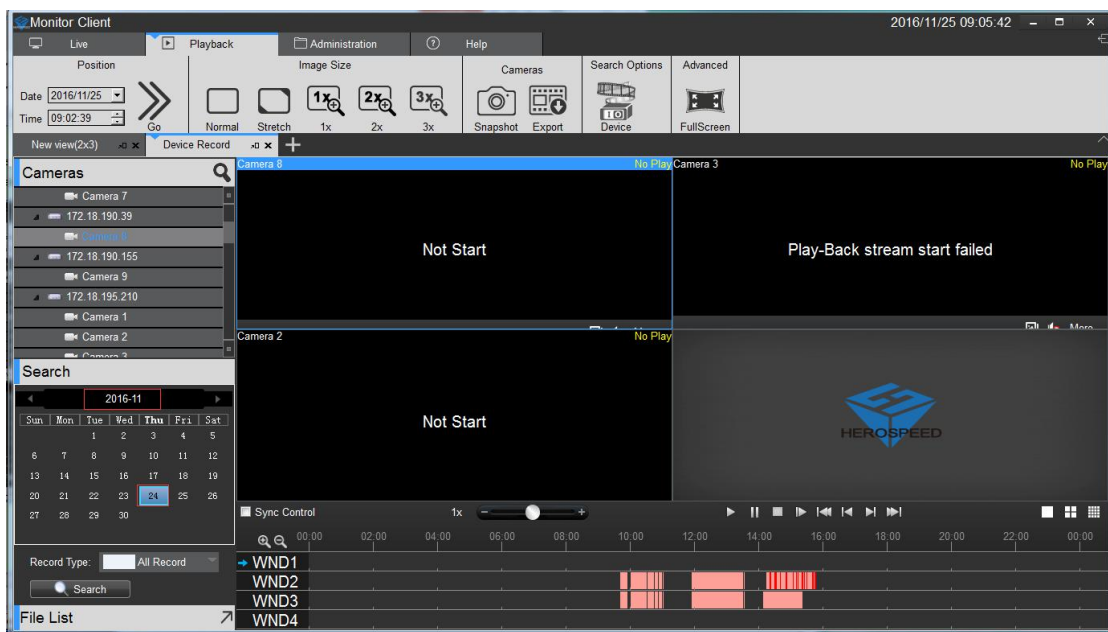 Monitor Client 2016/11/25 09:05:42
Live Playback Administration Help
Position Image Size Cameras Search Options Advanced
Date 2016/11/25
Time 09:02:39
Go Normal Stretch 1x 2x 3x Snapshot Export Device FullScreen
New view(2x3) Device Record
Cameras
Camera 7
172.18.190.39
Camera 8
172.18.190.155
Camera 9
172.18.195.210
Camera 1
Camera 2
Camera 3
Search
2016-11
Sun Mon Tue Wed Thu Fri Sat
1 2 3 4 5
6 7 8 9 10 11 12
13 14 15 16 17 18 19
20 21 22 23 24 25 26
27 28 29 30
Record Type: All Record
Search
File List
Camera 8 No Play
Not Start
Camera 3 No Play
Play-Back stream start failed
More
Camera 2 No Play
Not Start
HEROSPEED
Sync Control 1x
00:00 02:00 04:00 06:00 08:00 10:00 12:00 14:00 16:00 18:00 20:00 22:00 00:00
WND1
WND2
WND3
WND4